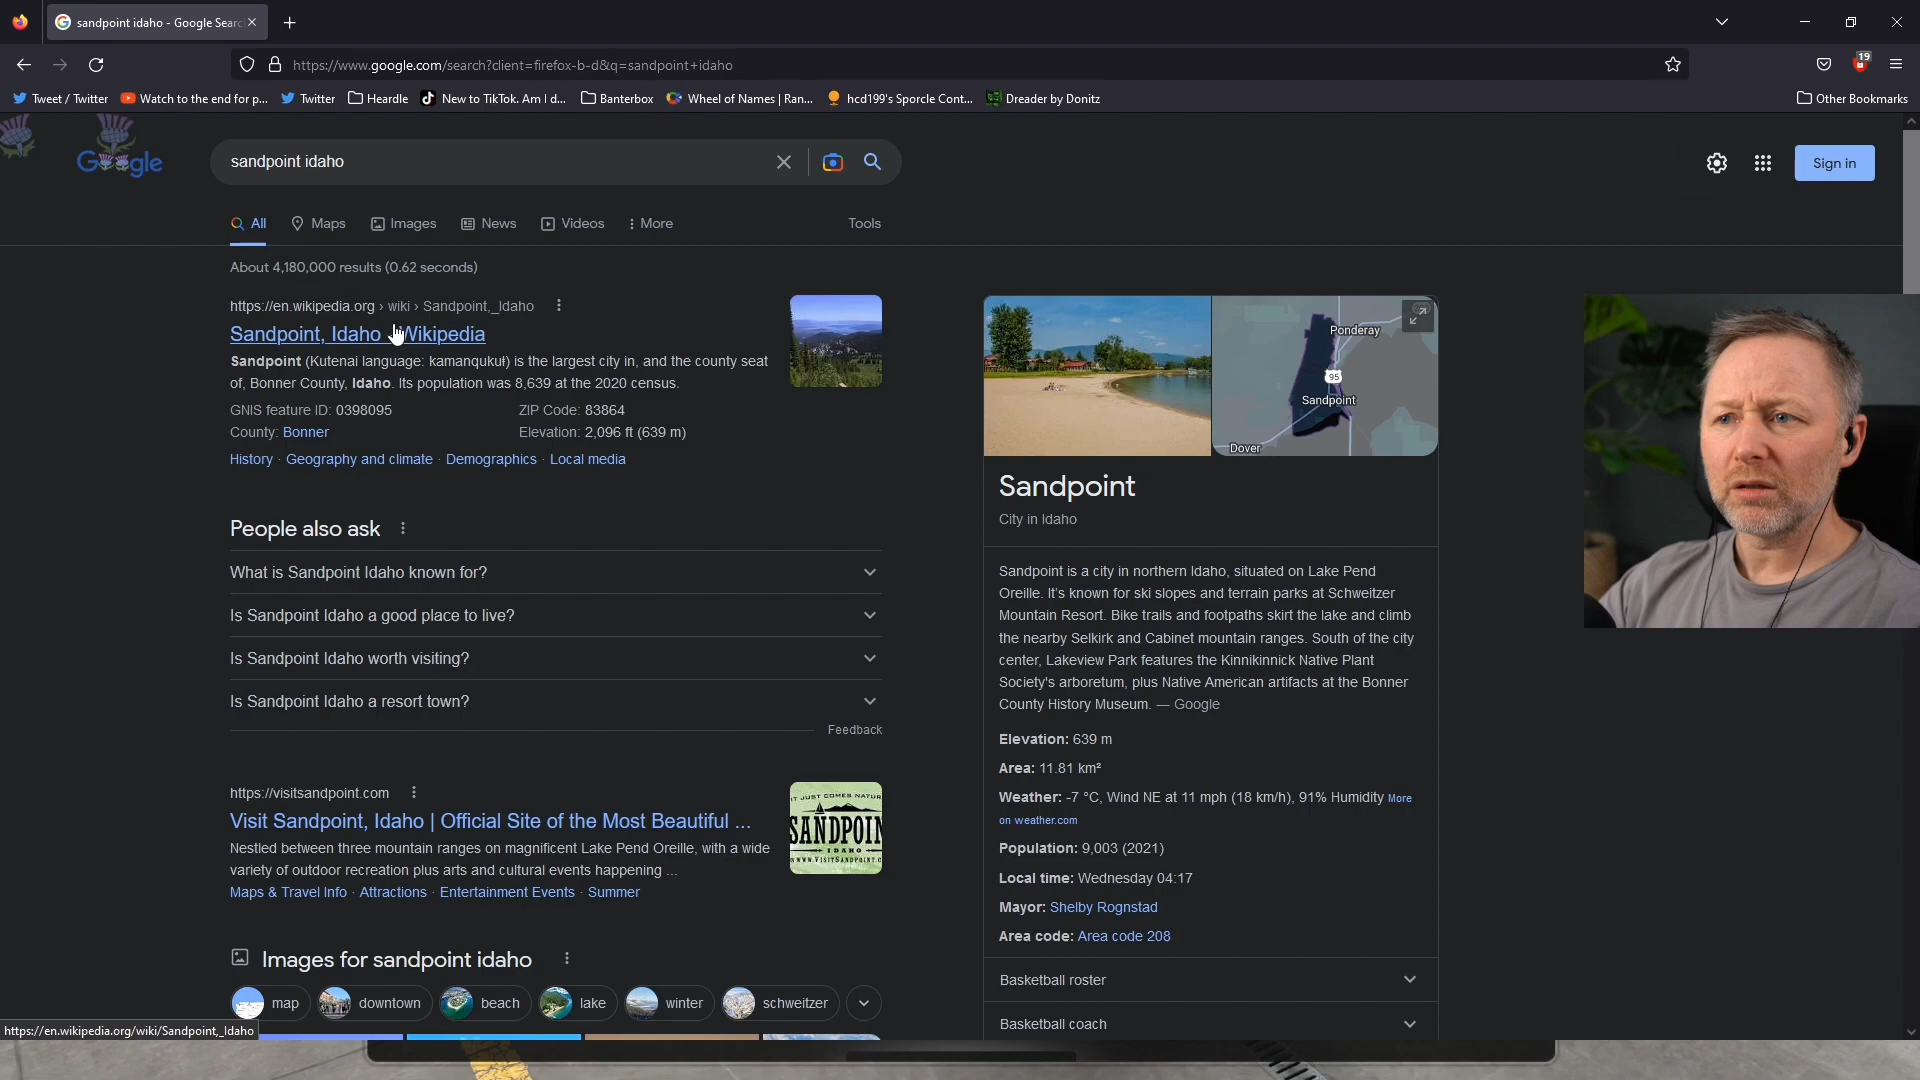 sandpoint idaho - Google Searc
https://www.google.com/search?client=firefox-b-d&q=sandpoint+idaho
19
Tweet / Twitter
Watch to the end for p...
Twitter
Heardle
New to TikTok. Am I d...
Banterbox
Wheel of Names | Ran...
hcd199's Sporcle Cont...
Dreader by Donitz
Other Bookmarks
Google
sandpoint idaho
Sign in
All
Maps
Images
News
Videos
More
Tools
About 4,180,000 results (0.62 seconds)
https://en.wikipedia.org › wiki › Sandpoint,_Idaho
Sandpoint, Idaho - Wikipedia
Sandpoint (Kutenai language: kamanqukuⱡ) is the largest city in, and the county seat
of, Bonner County, Idaho. Its population was 8,639 at the 2020 census.
GNIS feature ID: 0398095
ZIP Code: 83864
County: Bonner
Elevation: 2,096 ft (639 m)
History · Geography and climate · Demographics · Local media
People also ask
What is Sandpoint Idaho known for?
Is Sandpoint Idaho a good place to live?
Is Sandpoint Idaho worth visiting?
Is Sandpoint Idaho a resort town?
Feedback
https://visitsandpoint.com
Visit Sandpoint, Idaho | Official Site of the Most Beautiful ...
Nestled between three mountain ranges on magnificent Lake Pend Oreille, with a wide
variety of outdoor recreation plus arts and cultural events happening ...
Maps & Travel Info · Attractions · Entertainment Events · Summer
IT JUST COMES NATUR
SANDPOIN
IDAHO
WWW.VISITSANDPOINT.C
Images for sandpoint idaho
map
downtown
beach
lake
winter
schweitzer
https://en.wikipedia.org/wiki/Sandpoint,_Idaho
Ponderay
95
Sandpoint
Dover
Sandpoint
City in Idaho
Sandpoint is a city in northern Idaho, situated on Lake Pend
Oreille. It's known for ski slopes and terrain parks at Schweitzer
Mountain Resort. Bike trails and footpaths skirt the lake and climb
the nearby Selkirk and Cabinet mountain ranges. South of the city
center, Lakeview Park features the Kinnikinnick Native Plant
Society's arboretum, plus Native American artifacts at the Bonner
County History Museum. — Google
Elevation: 639 m
Area: 11.81 km²
Weather: -7 °C, Wind NE at 11 mph (18 km/h), 91% Humidity More
on weather.com
Population: 9,003 (2021)
Local time: Wednesday 04:17
Mayor: Shelby Rognstad
Area code: Area code 208
Basketball roster
Basketball coach